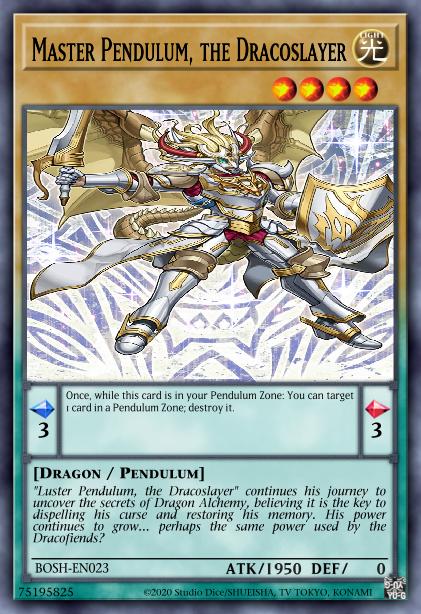 MASTER PENDULUM, THE DRACOSLAYER
LIGHT
光
Once, while this card is in your Pendulum Zone: You can target
1 card in a Pendulum Zone; destroy it.
3
3
[DRAGON / PENDULUM]
"Luster Pendulum, the Dracoslayer" continues his journey to
uncover the secrets of Dragon Alchemy, believing it is the key to
dispelling his curse and restoring his memory. His power
continues to grow... perhaps the same power used by the
Dracofiends?
BOSH-EN023
ATK/1950 DEF/ 0
75195825
©2020 Studio Dice/SHUEISHA, TV TOKYO, KONAMI